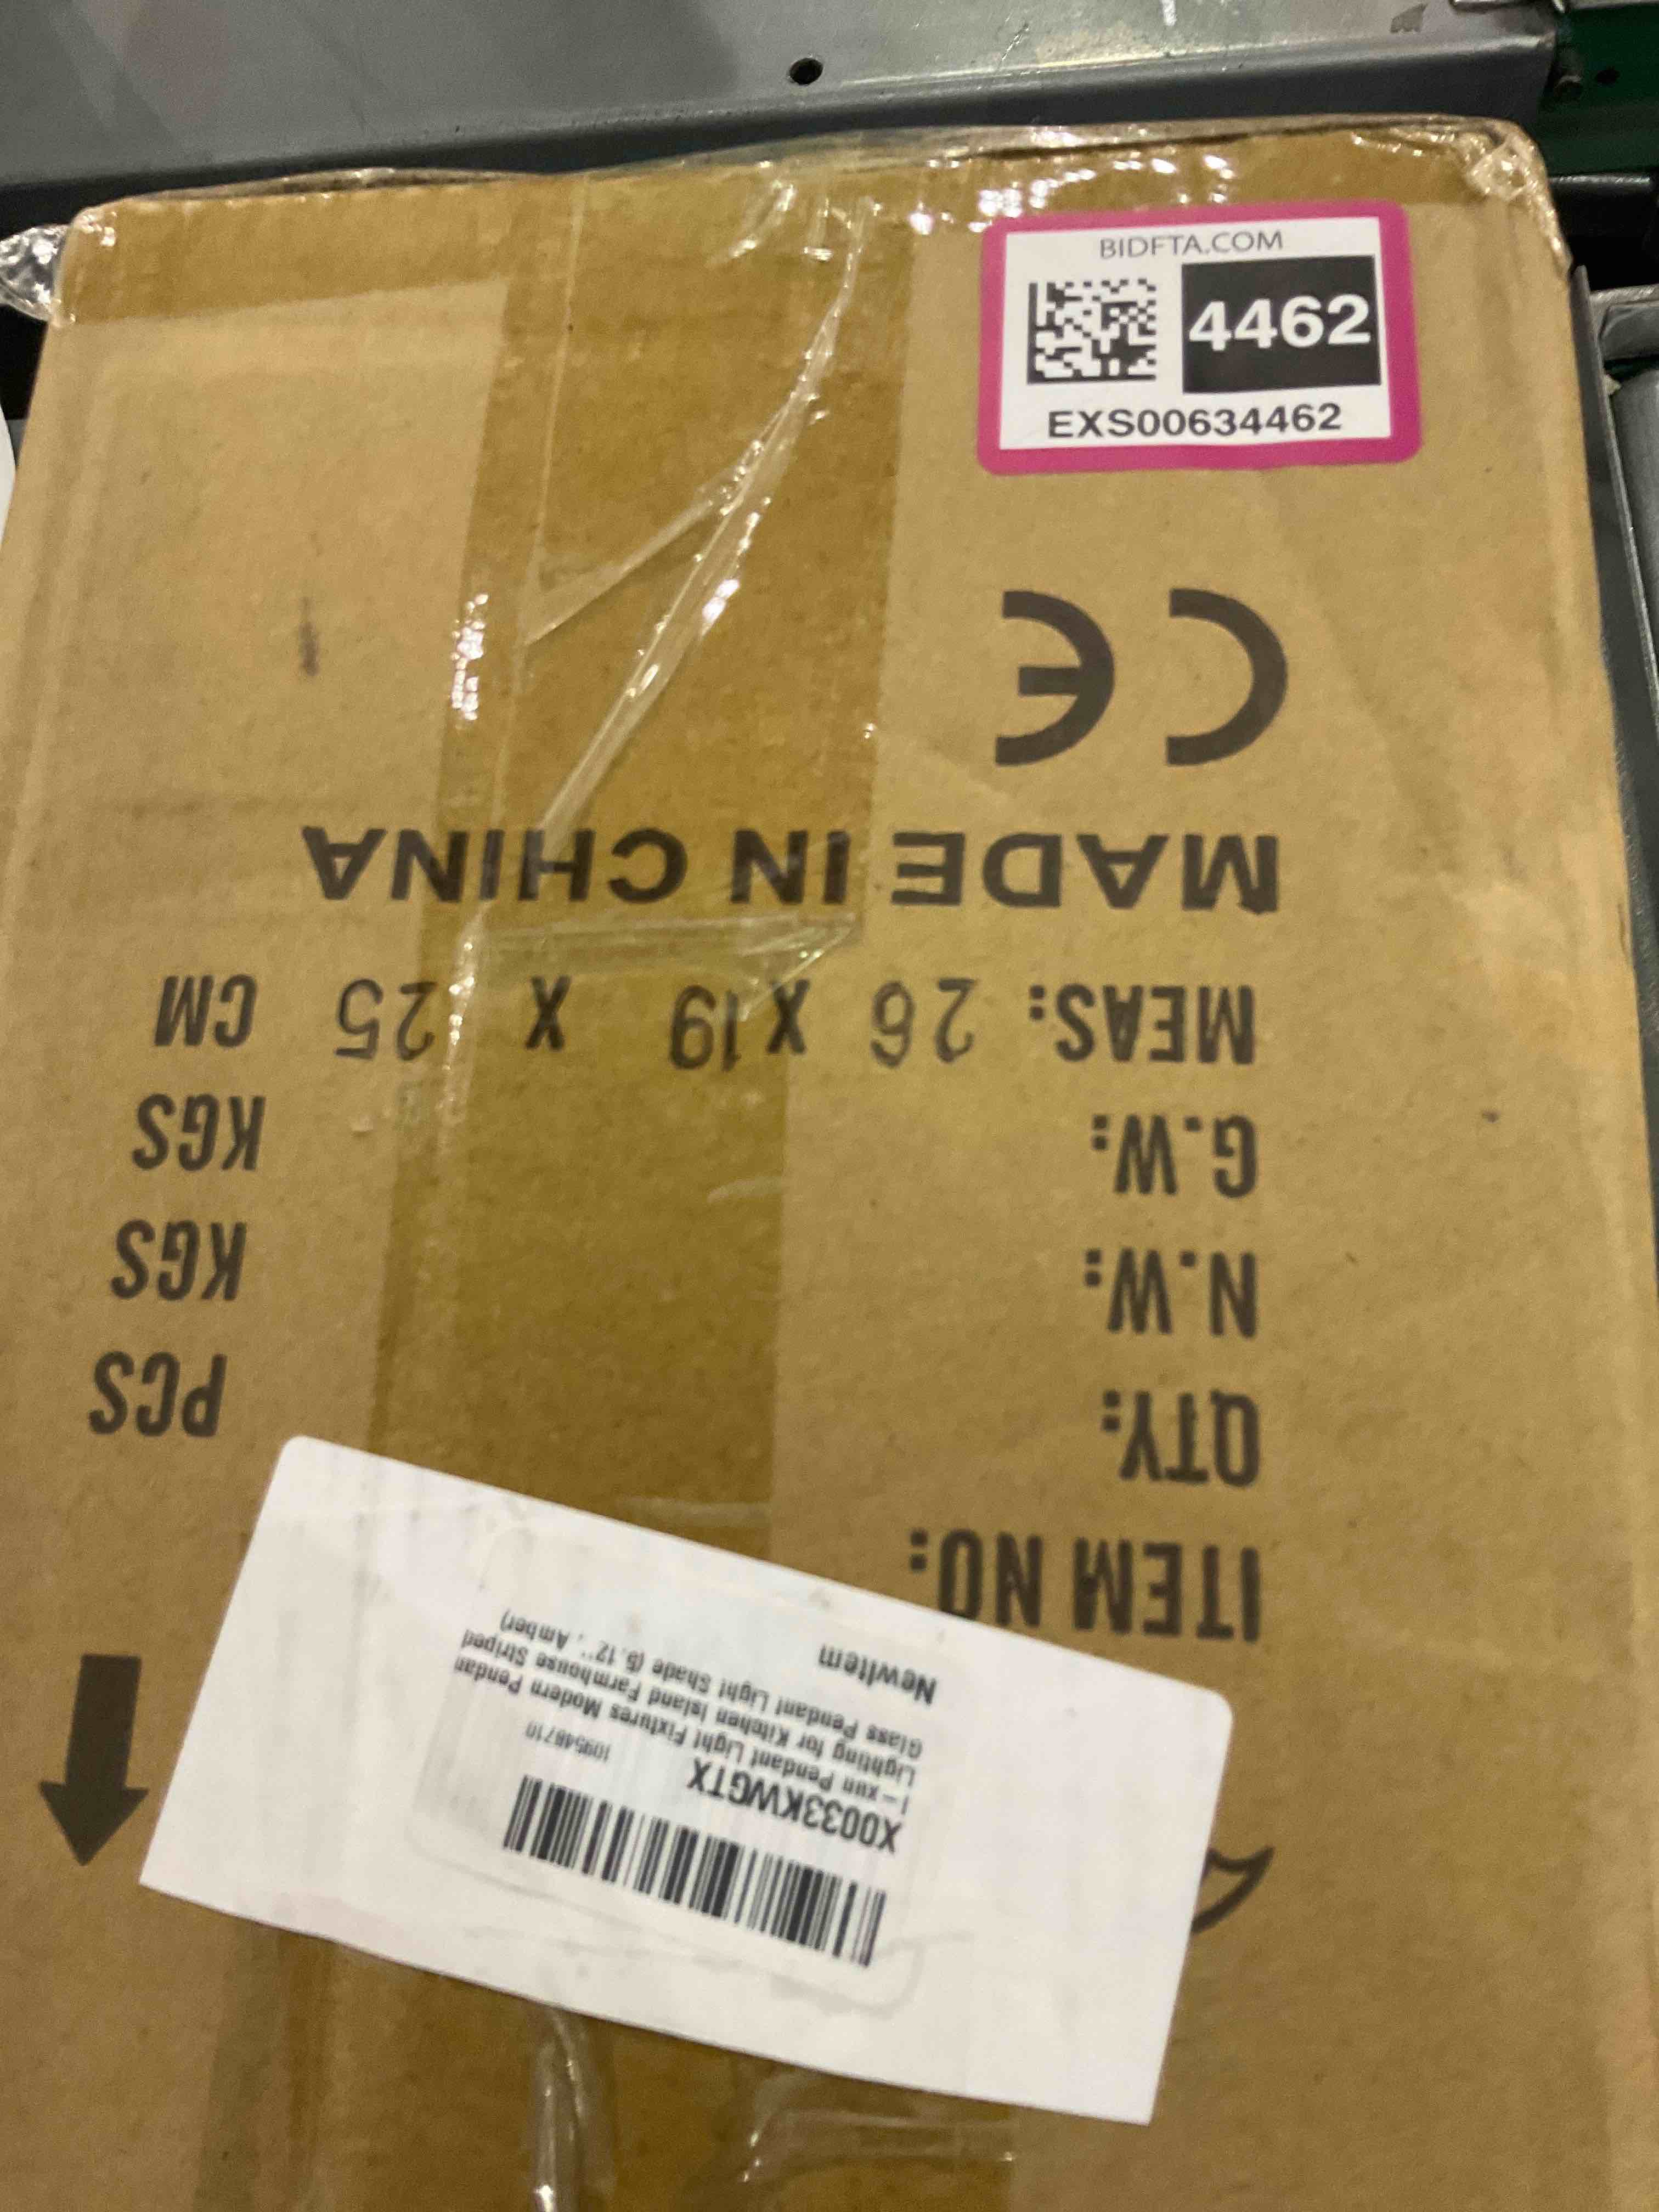 BIDFTA.COM
4462
EXS00634462
X0033KWGTX
109548710
I-xun Pendant Light Fixtures Modern Pendan
Lighting for Kitchen Island Farmhouse Striped
Glass Pendant Light Shade (5.12'', Amber)
NewItem
ITEM NO:
QTY: PCS
N.W: KGS
G.W: KGS
MEAS: 26 X 19 X 25 CM
MADE IN CHINA
CE